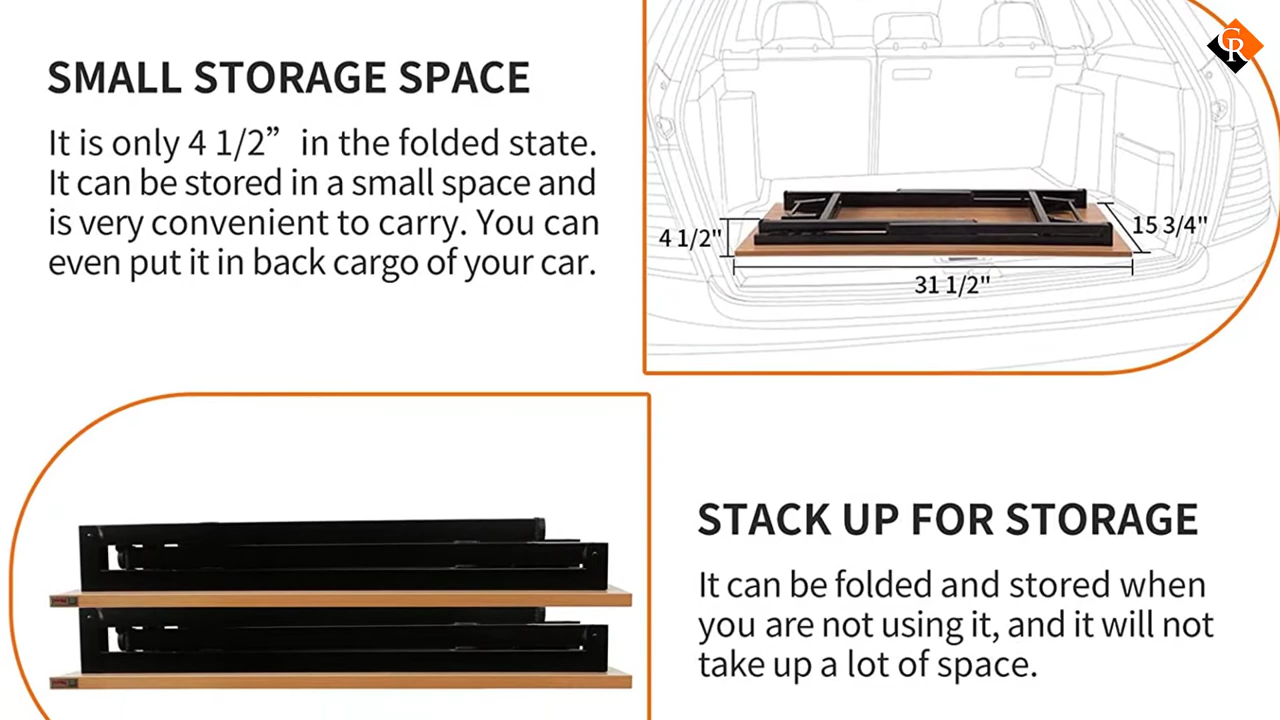 SMALL STORAGE SPACE
It is only 4 1/2” in the folded state.
It can be stored in a small space and
is very convenient to carry. You can
even put it in back cargo of your car.
4 1/2"
15 3/4"
31 1/2"
CR
STACK UP FOR STORAGE
It can be folded and stored when
you are not using it, and it will not
take up a lot of space.